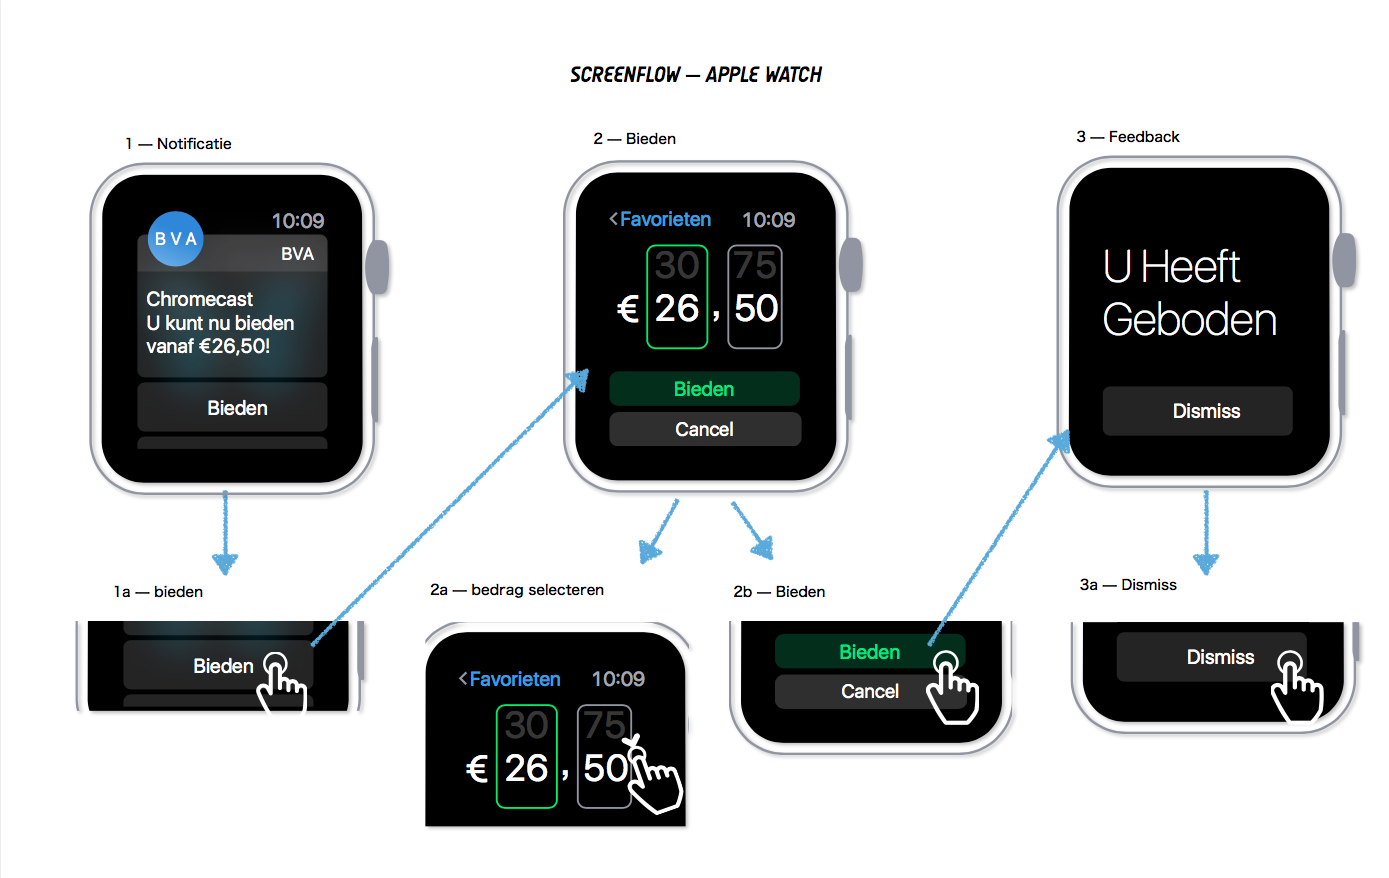 SCREENFLOW — APPLE WATCH
1 — Notificatie
B V A
10:09
BVA
Chromecast
U kunt nu bieden
vanaf €26,50!
Bieden
2 — Bieden
<Favorieten 10:09
30 75
€ 26 , 50
Bieden
Cancel
3 — Feedback
U Heeft
Geboden
Dismiss
1a — bieden
Bieden
2a — bedrag selecteren
<Favorieten 10:09
30 75
€ 26 , 50
2b — Bieden
Bieden
Cancel
3a — Dismiss
Dismiss